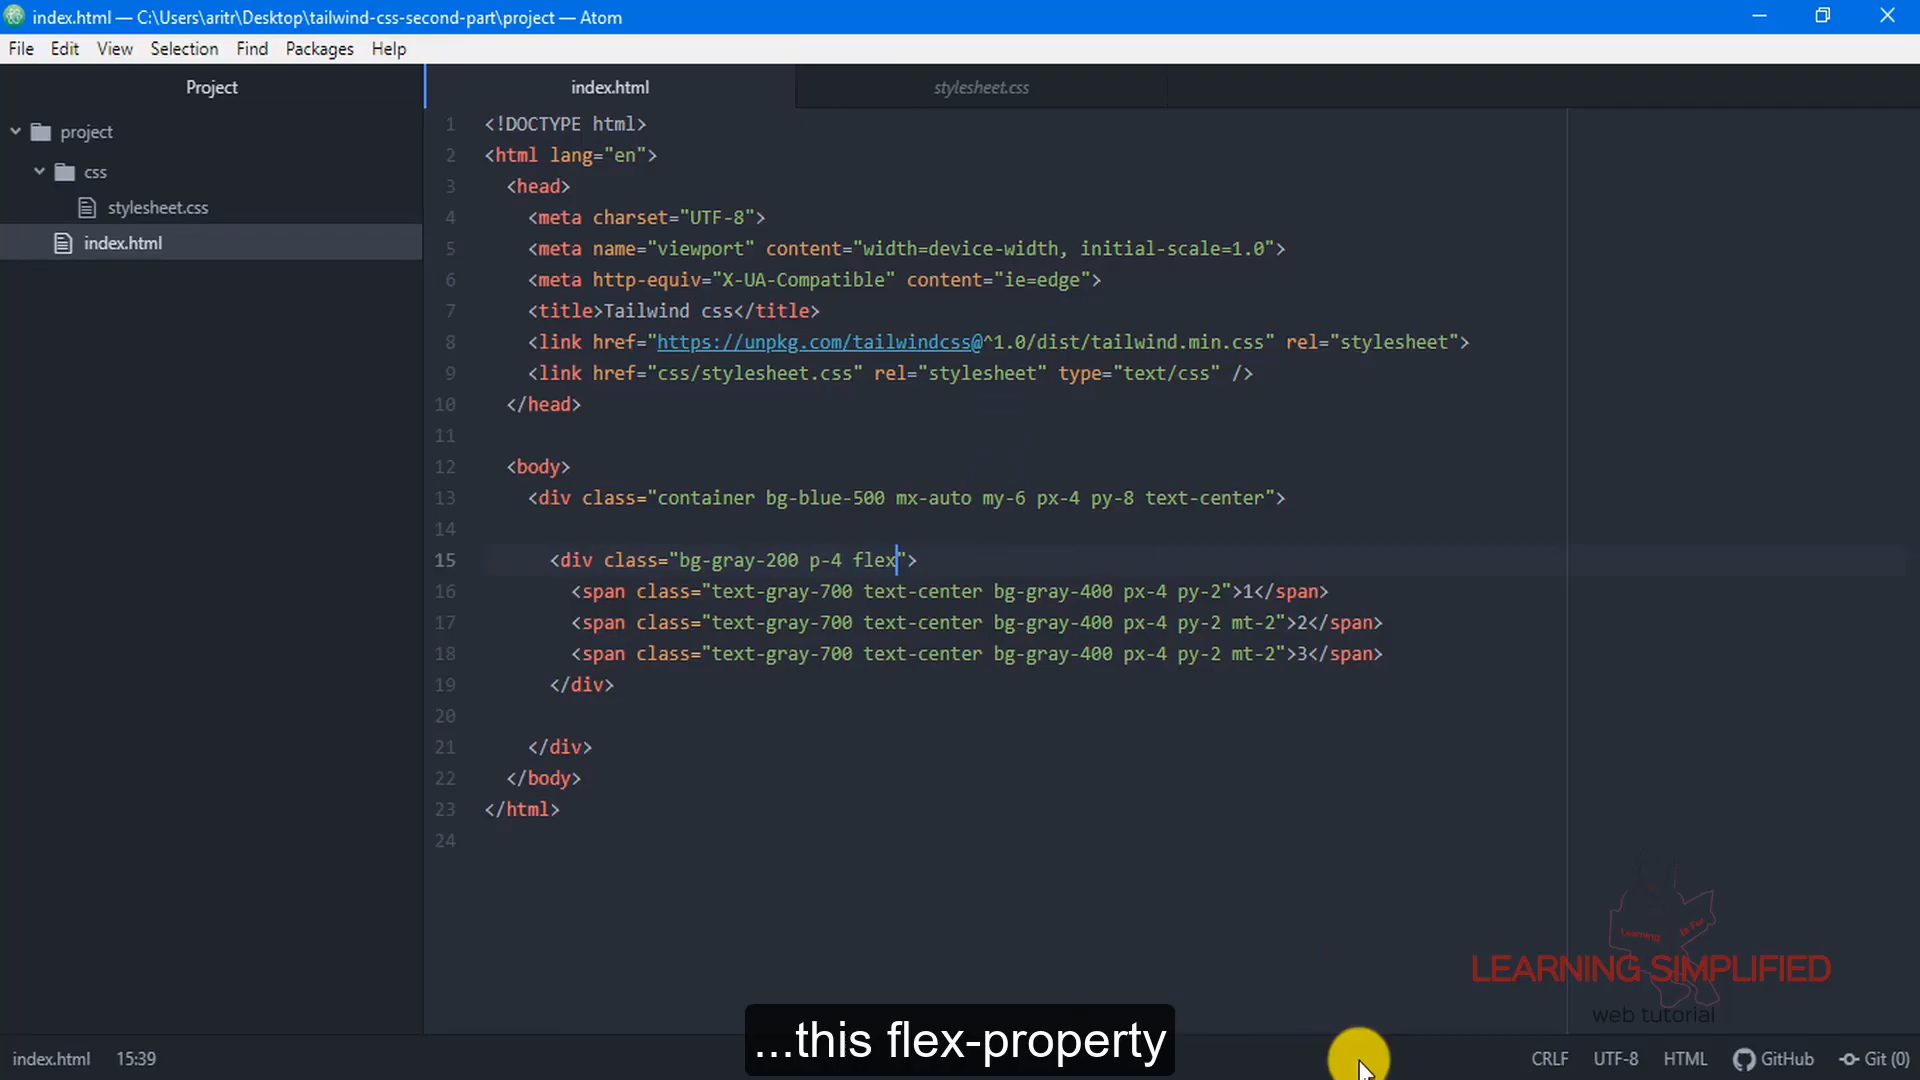 index.html — C:\Users\aritr\Desktop\tailwind-css-second-part\project — Atom
File Edit View Selection Find Packages Help
Project
project
css
stylesheet.css
index.html
index.html stylesheet.css
1 <!DOCTYPE html>
2 <html lang="en">
3 <head>
4 <meta charset="UTF-8">
5 <meta name="viewport" content="width=device-width, initial-scale=1.0">
6 <meta http-equiv="X-UA-Compatible" content="ie=edge">
7 <title>Tailwind css</title>
8 <link href="https://unpkg.com/tailwindcss@^1.0/dist/tailwind.min.css" rel="stylesheet">
9 <link href="css/stylesheet.css" rel="stylesheet" type="text/css" />
10 </head>
11
12 <body>
13 <div class="container bg-blue-500 mx-auto my-6 px-4 py-8 text-center">
14
15 <div class="bg-gray-200 p-4 flex">
16 <span class="text-gray-700 text-center bg-gray-400 px-4 py-2">1</span>
17 <span class="text-gray-700 text-center bg-gray-400 px-4 py-2 mt-2">2</span>
18 <span class="text-gray-700 text-center bg-gray-400 px-4 py-2 mt-2">3</span>
19 </div>
20
21 </div>
22 </body>
23 </html>
24
Learning Is Fun
LEARNING SIMPLIFIED
web tutorial
...this flex-property
index.html 15:39 CRLF UTF-8 HTML GitHub Git (0)